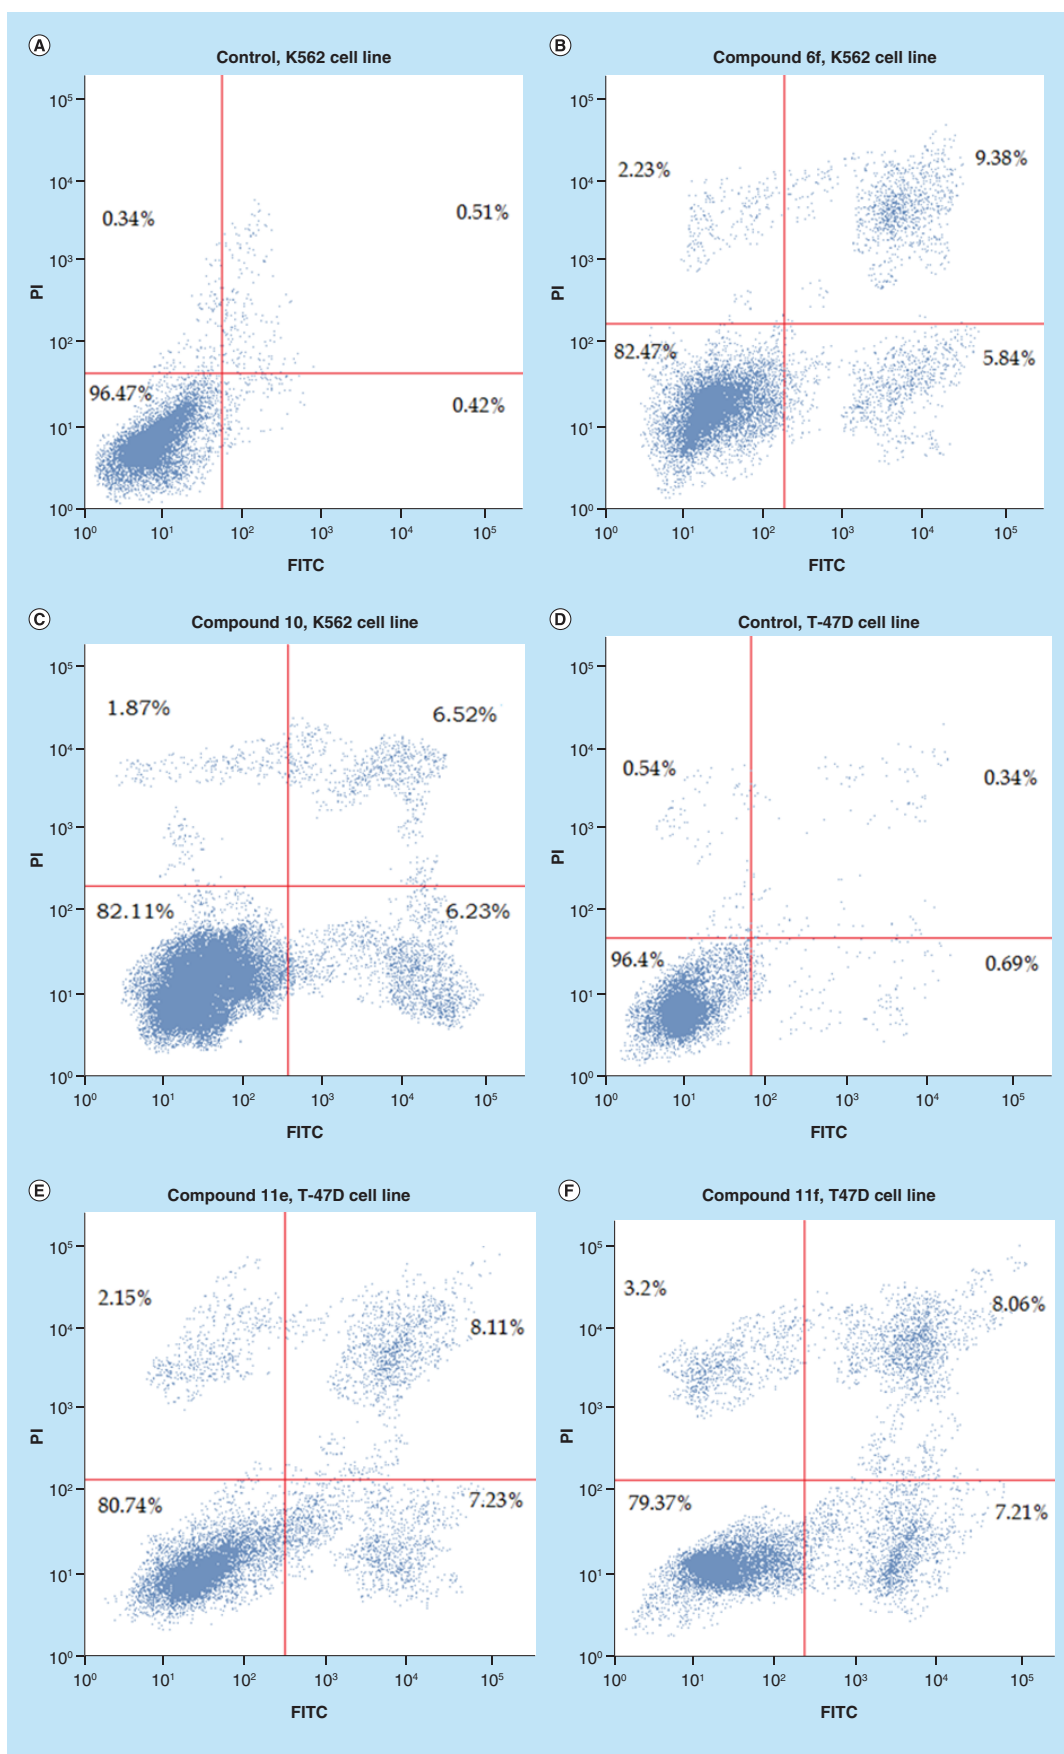 A
Control, K562 cell line
10⁵
10⁴
10³
10²
10¹
10⁰
PI
0.34%
0.51%
96.47%
0.42%
10⁰ 10¹ 10² 10³ 10⁴ 10⁵
FITC
B
Compound 6f, K562 cell line
10⁵
10⁴
10³
10²
10¹
10⁰
PI
2.23%
9.38%
82.47%
5.84%
10⁰ 10¹ 10² 10³ 10⁴ 10⁵
FITC
C
Compound 10, K562 cell line
10⁵
10⁴
10³
10²
10¹
10⁰
PI
1.87%
6.52%
82.11%
6.23%
10⁰ 10¹ 10² 10³ 10⁴ 10⁵
FITC
D
Control, T-47D cell line
10⁵
10⁴
10³
10²
10¹
10⁰
PI
0.54%
0.34%
96.4%
0.69%
10⁰ 10¹ 10² 10³ 10⁴ 10⁵
FITC
E
Compound 11e, T-47D cell line
10⁵
10⁴
10³
10²
10¹
10⁰
PI
2.15%
8.11%
80.74%
7.23%
10⁰ 10¹ 10² 10³ 10⁴ 10⁵
FITC
F
Compound 11f, T47D cell line
10⁵
10⁴
10³
10²
10¹
10⁰
PI
3.2%
8.06%
79.37%
7.21%
10⁰ 10¹ 10² 10³ 10⁴ 10⁵
FITC